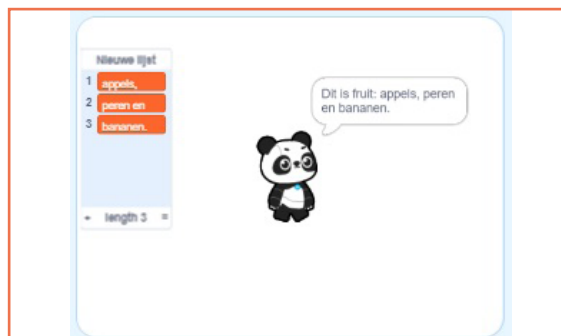 Nieuwe lijst
1 appels,
2 peren en
3 bananen.
+ length 3 =
Dit is fruit: appels, peren
en bananen.